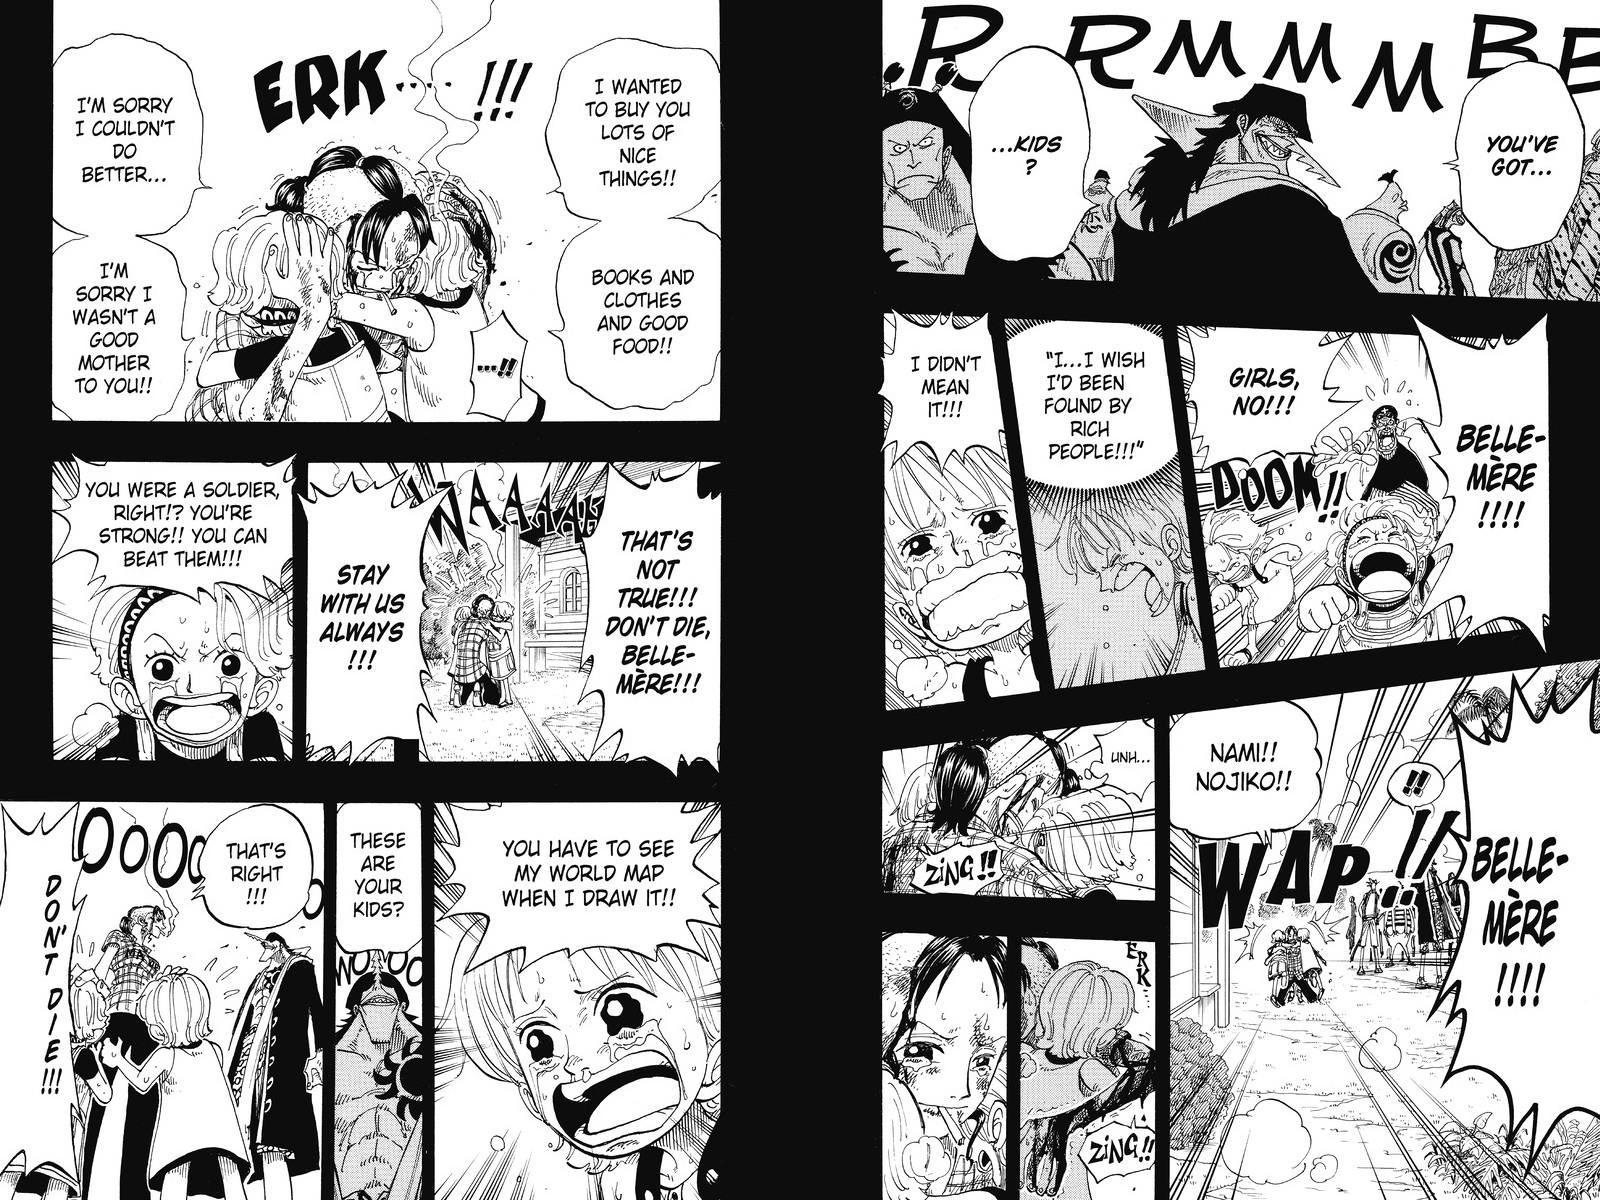 RRMMMBB
YOU'VE
GOT...
...KIDS
?
BELLE-
MÈRE
!!!!
GIRLS,
NO!!!
DOOM!!
"I...I WISH
I'D BEEN
FOUND BY
RICH
PEOPLE!!!"
I DIDN'T
MEAN
IT!!!
BELLE-
MÈRE
!!!!
!!
NAMI!!
NOJIKO!!
WAP!!
UNH...
ZING!!
ERK
ZING!!
I WANTED
TO BUY YOU
LOTS OF
NICE
THINGS!!
BOOKS AND
CLOTHES
AND GOOD
FOOD!!
ERK....!!!
...!!
I'M SORRY
I COULDN'T
DO
BETTER...
I'M
SORRY I
WASN'T A
GOOD
MOTHER
TO YOU!!
THAT'S
NOT
TRUE!!!
DON'T DIE,
BELLE-
MÈRE!!!
WAAAAAH
STAY
WITH US
ALWAYS
!!!
YOU WERE A SOLDIER,
RIGHT!? YOU'RE
STRONG!! YOU CAN
BEAT THEM!!!
YOU HAVE TO SEE
MY WORLD MAP
WHEN I DRAW IT!!
THESE
ARE
YOUR
KIDS?
WOOOO
THAT'S
RIGHT
!!!
OOOO
DON'T DIE!!!